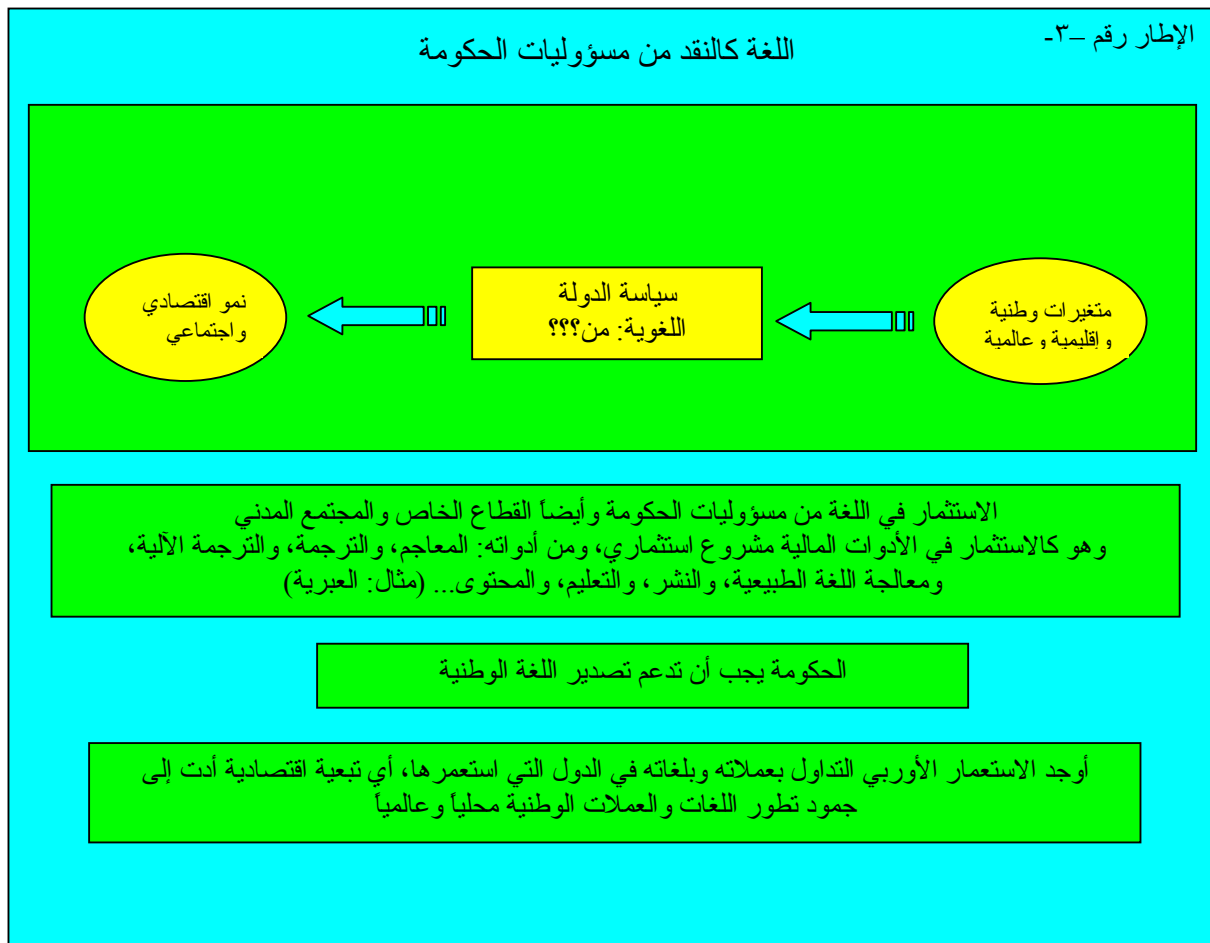 الإطار رقم –٣-
اللغة كالنقد من مسؤوليات الحكومة
متغيرات وطنية
وإقليمية وعالمية
سياسة الدولة
اللغوية: من؟؟؟
نمو اقتصادي
واجتماعي
الاستثمار في اللغة من مسؤوليات الحكومة وأيضاً القطاع الخاص والمجتمع المدني
وهو كالاستثمار في الأدوات المالية مشروع استثماري، ومن أدواته: المعاجم، والترجمة، والترجمة الآلية،
ومعالجة اللغة الطبيعية، والنشر، والتعليم، والمحتوى... (مثال: العبرية)
الحكومة يجب أن تدعم تصدير اللغة الوطنية
أوجد الاستعمار الأوربي التداول بعملاته وبلغاته في الدول التي استعمرها، أي تبعية اقتصادية أدت إلى
جمود تطور اللغات والعملات الوطنية محلياً وعالمياً